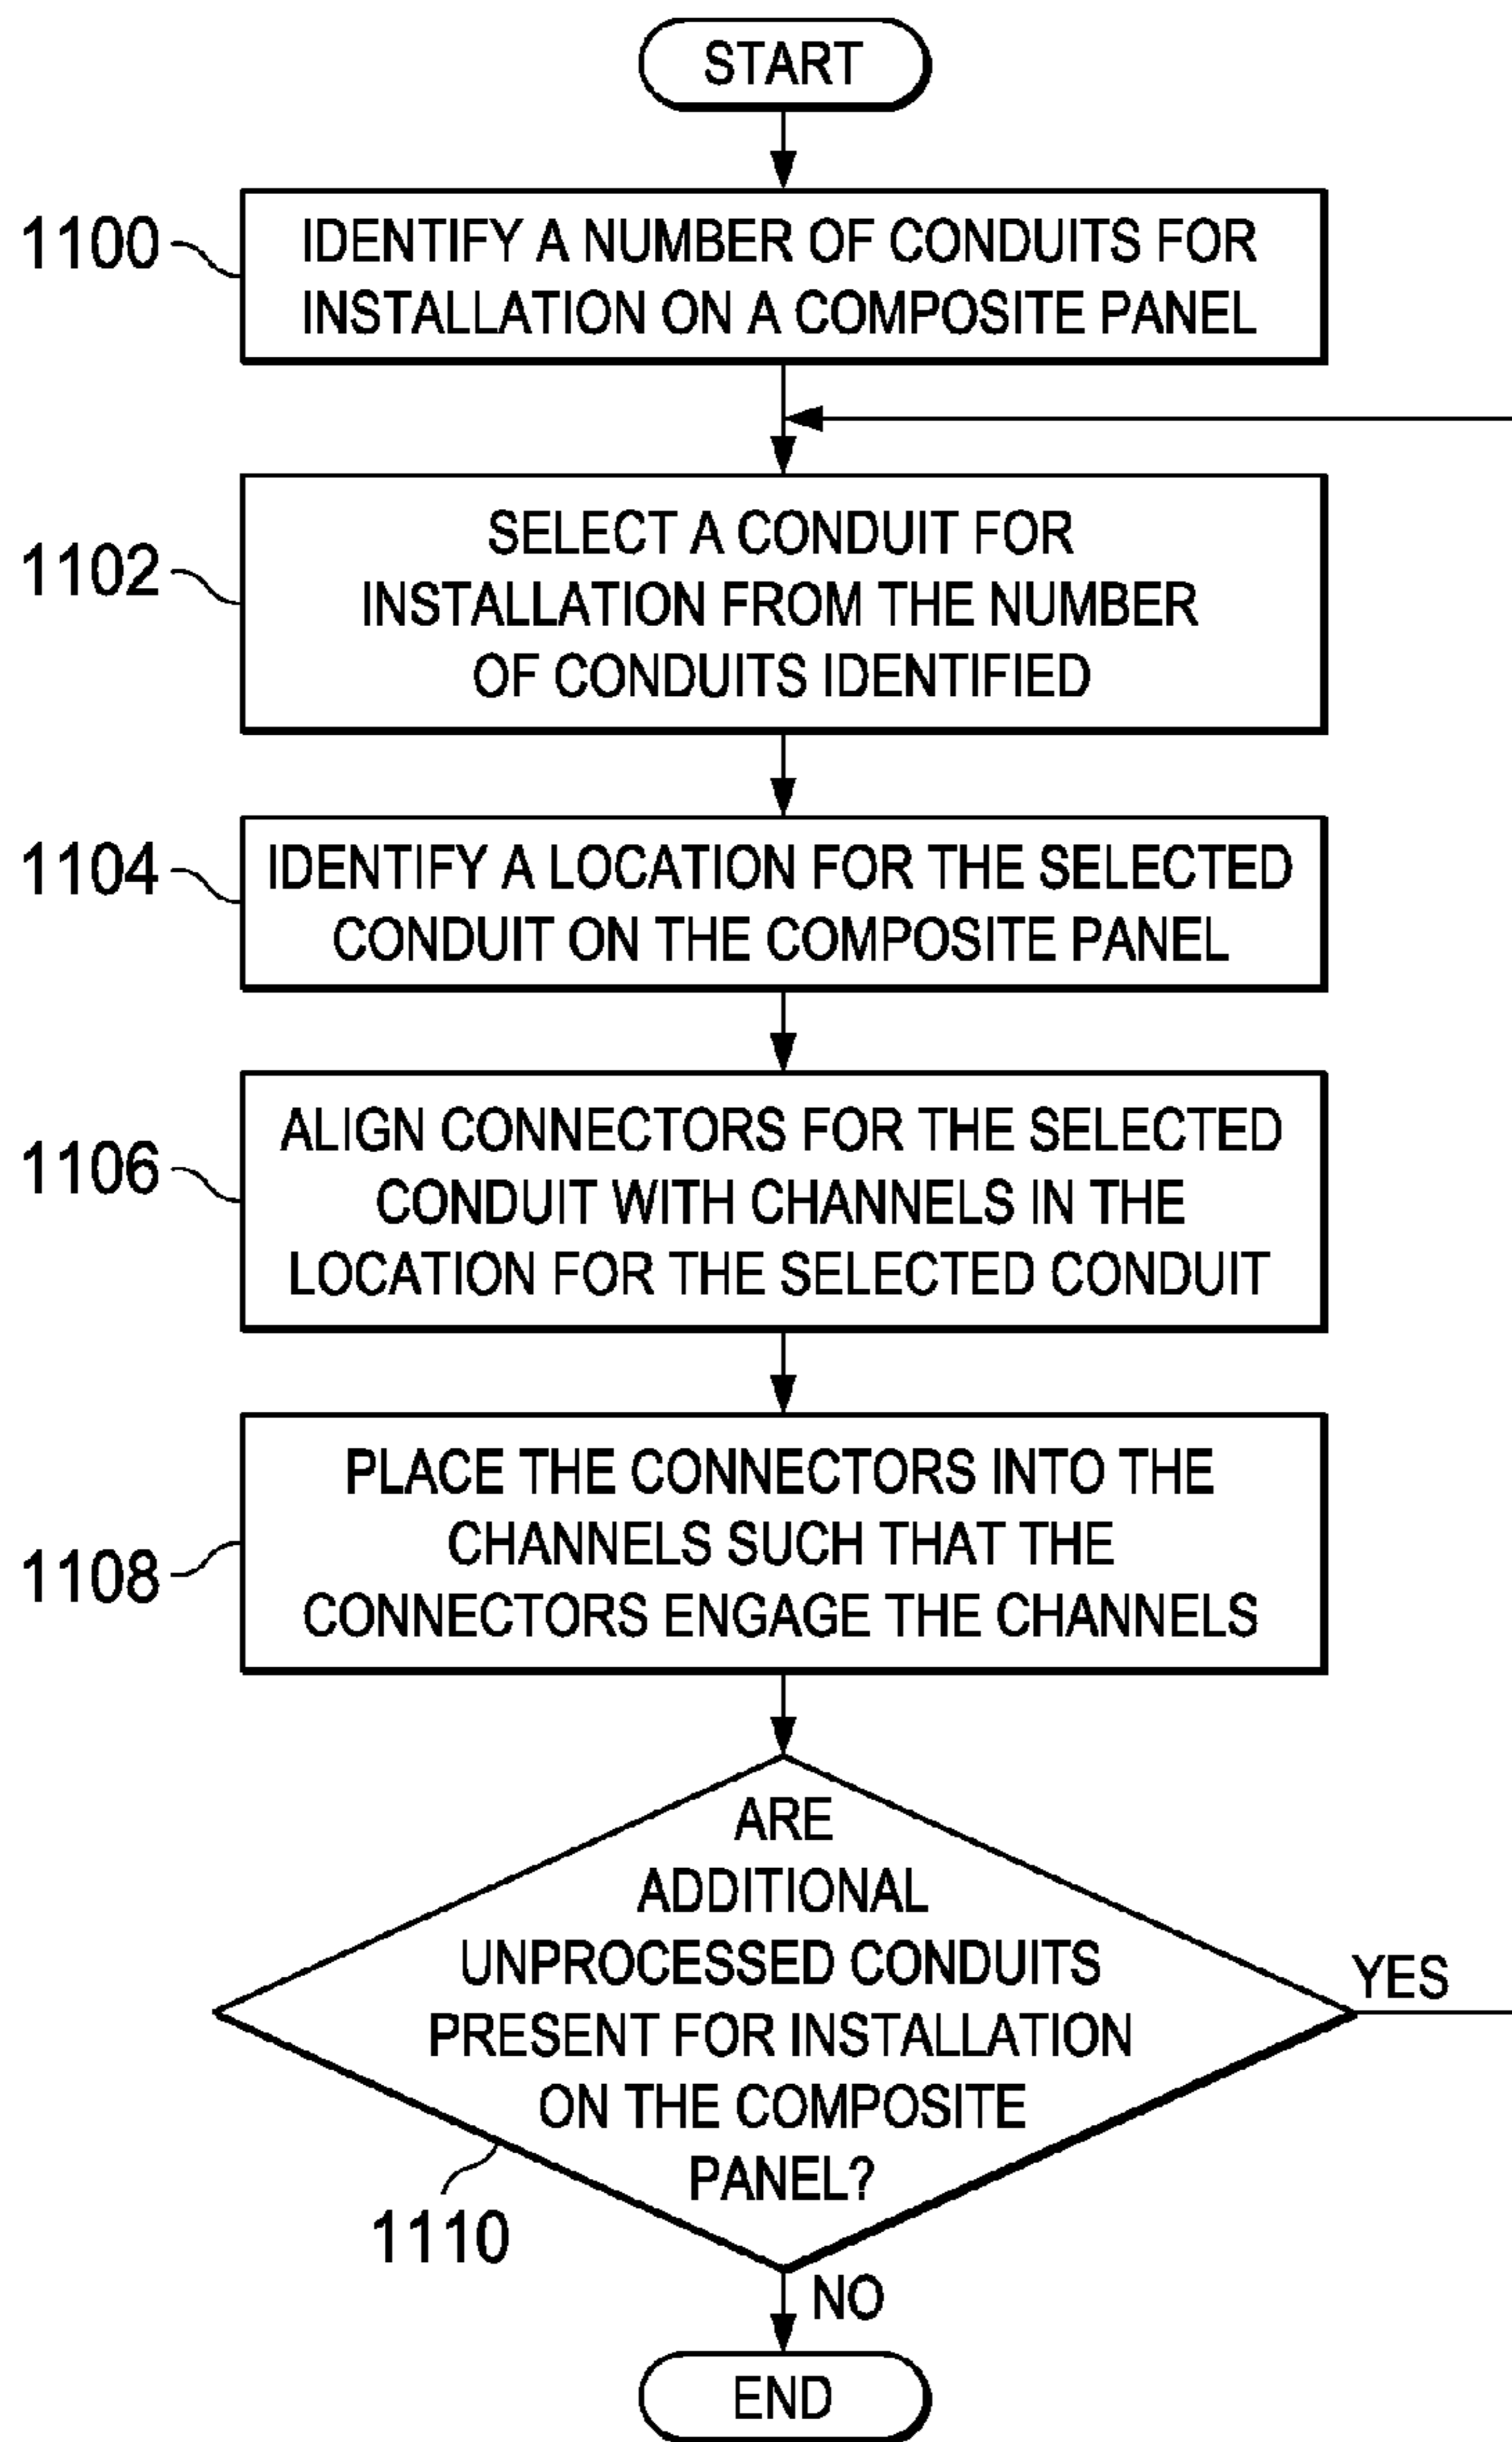 START
1100
IDENTIFY A NUMBER OF CONDUITS FOR
INSTALLATION ON A COMPOSITE PANEL
1102
SELECT A CONDUIT FOR
INSTALLATION FROM THE NUMBER
OF CONDUITS IDENTIFIED
1104
IDENTIFY A LOCATION FOR THE SELECTED
CONDUIT ON THE COMPOSITE PANEL
1106
ALIGN CONNECTORS FOR THE SELECTED
CONDUIT WITH CHANNELS IN THE
LOCATION FOR THE SELECTED CONDUIT
1108
PLACE THE CONNECTORS INTO THE
CHANNELS SUCH THAT THE
CONNECTORS ENGAGE THE CHANNELS
ARE
ADDITIONAL
UNPROCESSED CONDUITS
PRESENT FOR INSTALLATION
ON THE COMPOSITE
PANEL?
YES
1110
NO
END